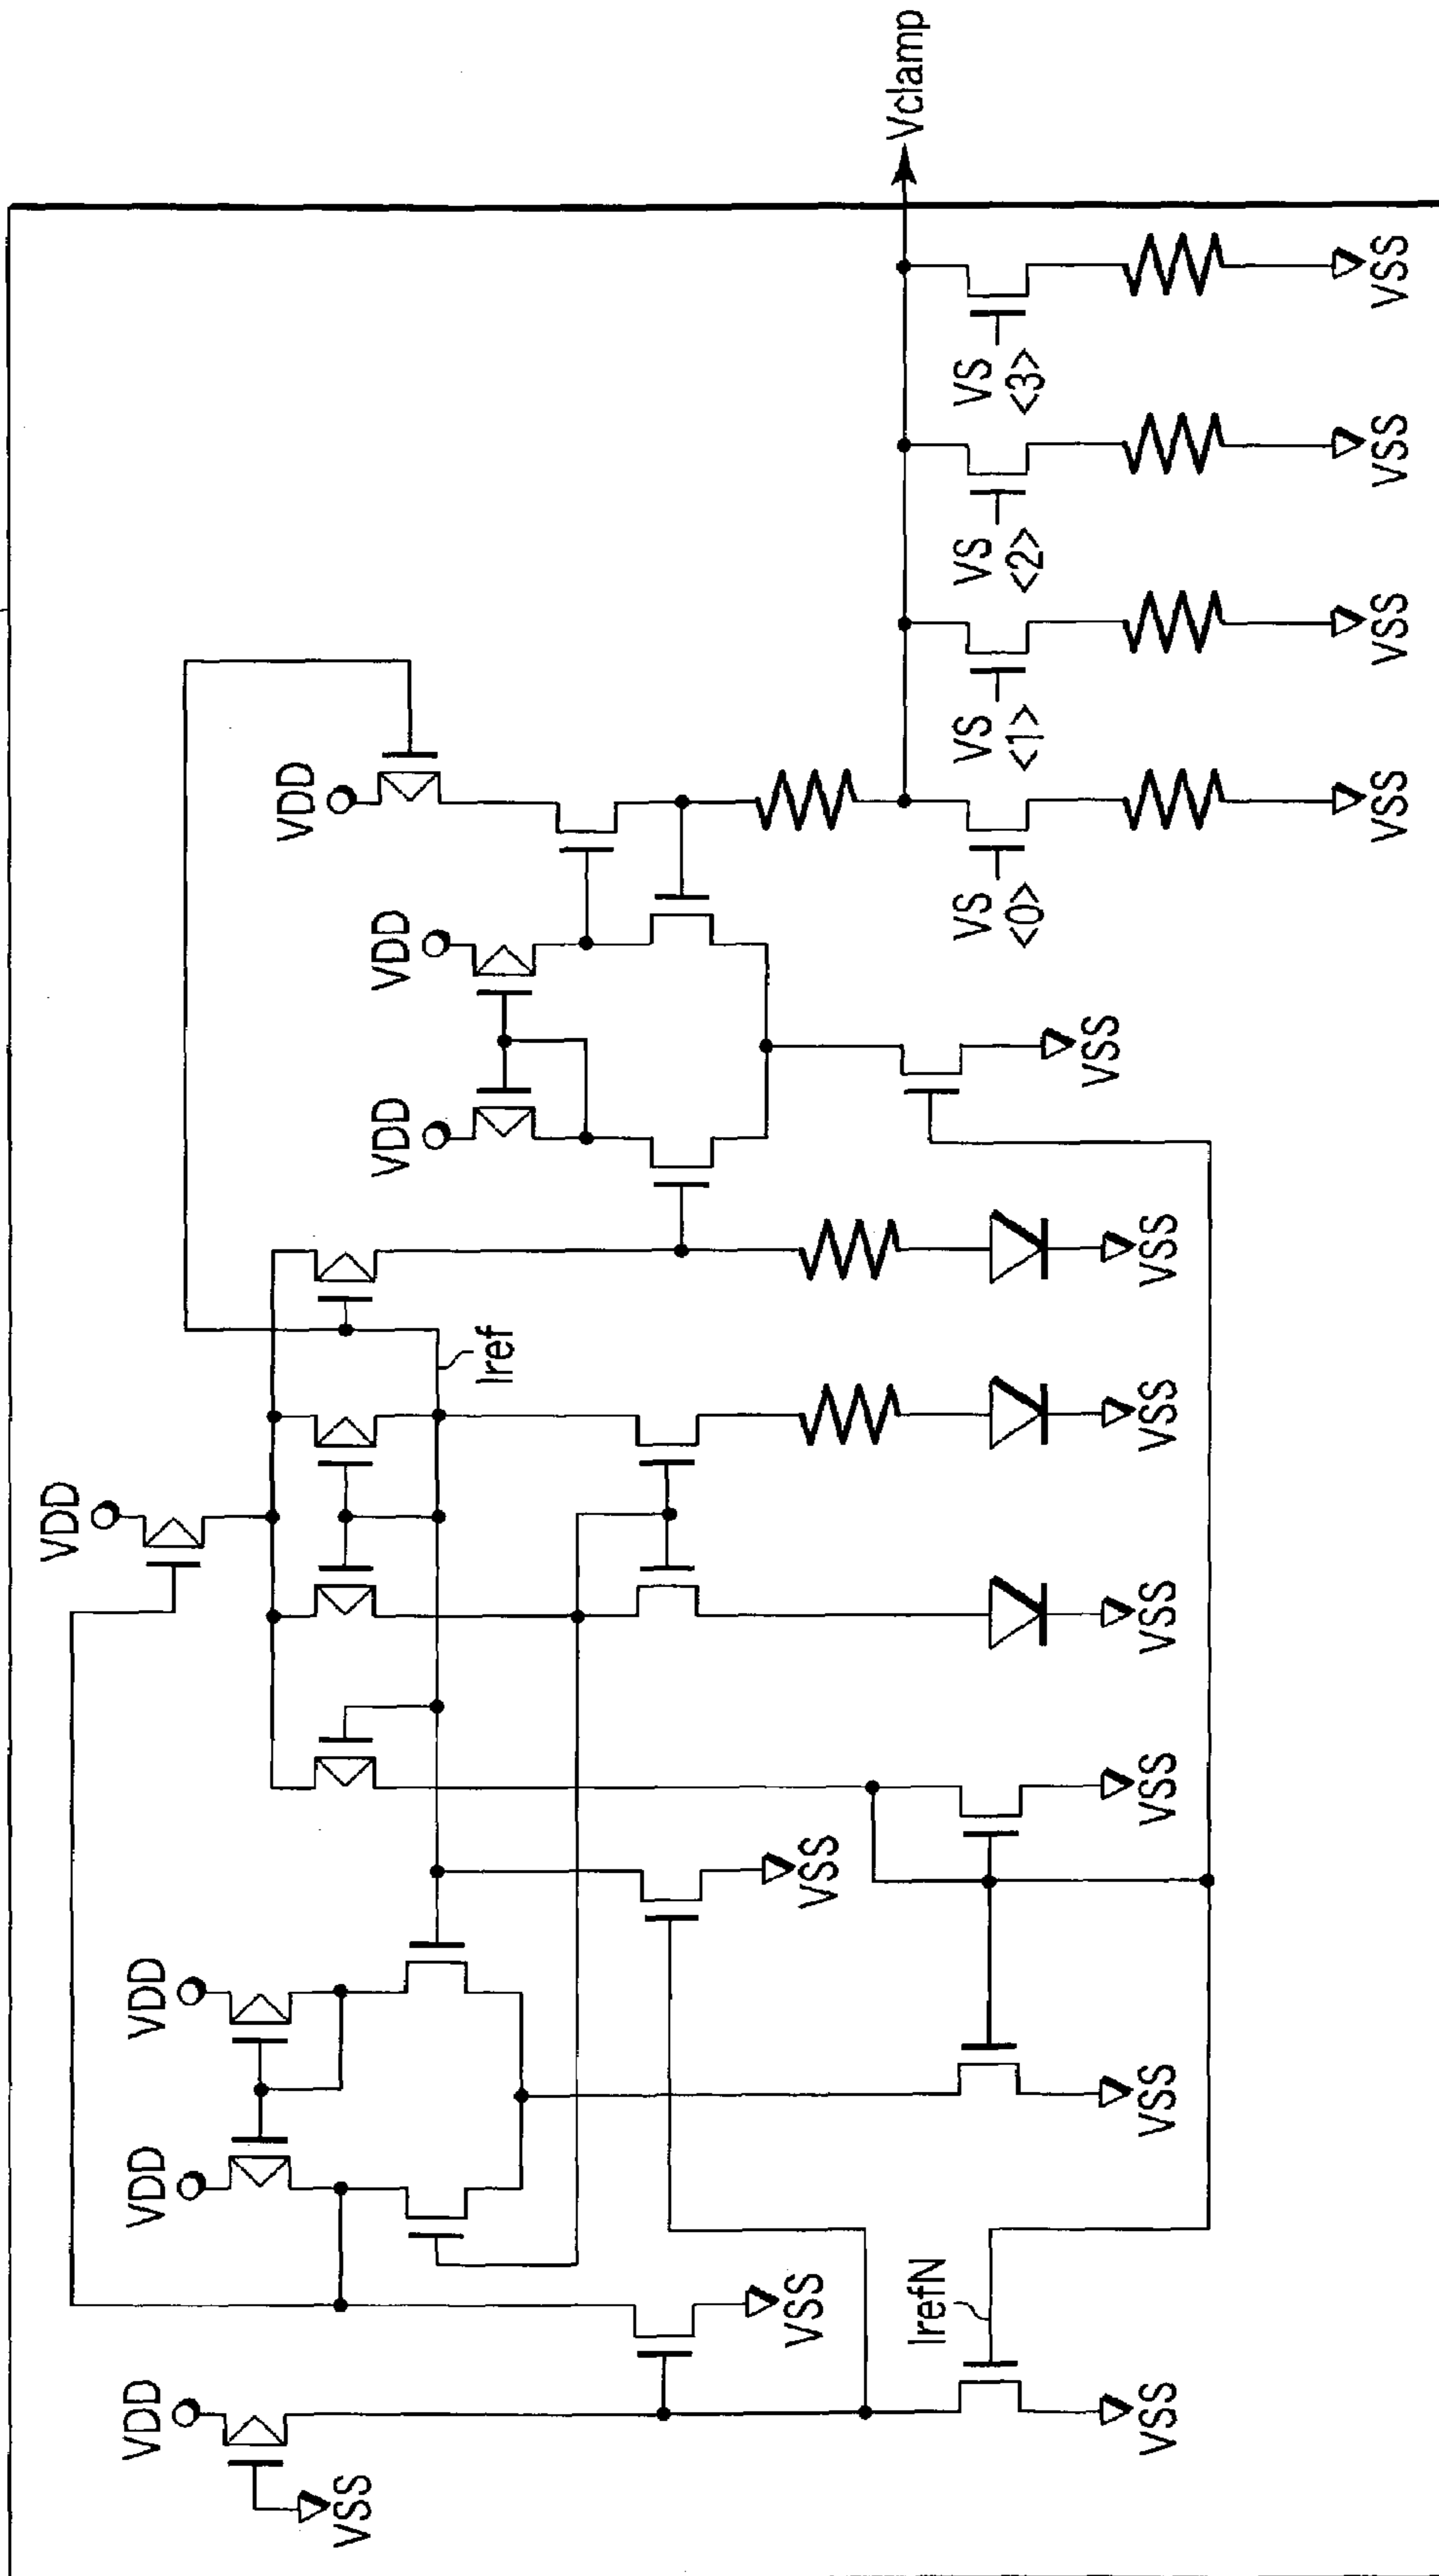 Vclamp
VSS
VS
<3>
VSS
VS
<2>
VSS
VS
<1>
VDD
VSS
VS
<0>
VDD
VSS
VDD
VSS
Iref
VSS
VDD
VSS
VSS
VSS
VDD
VSS
VDD
VSS
IrefN
VDD
VSS
VSS